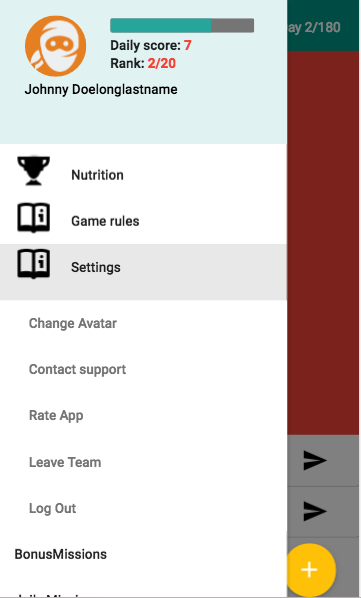 ay 2/180
Daily score: 7
Rank: 2/20
Johnny Doelonglastname
Nutrition
Game rules
Settings
Change Avatar
Contact support
Rate App
Leave Team
Log Out
BonusMissions